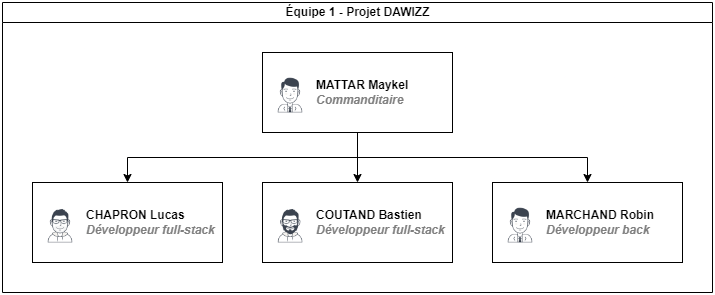 Équipe 1 - Projet DAWIZZ
MATTAR Maykel
Commanditaire
CHAPRON Lucas
Développeur full-stack
COUTAND Bastien
Développeur full-stack
MARCHAND Robin
Développeur back